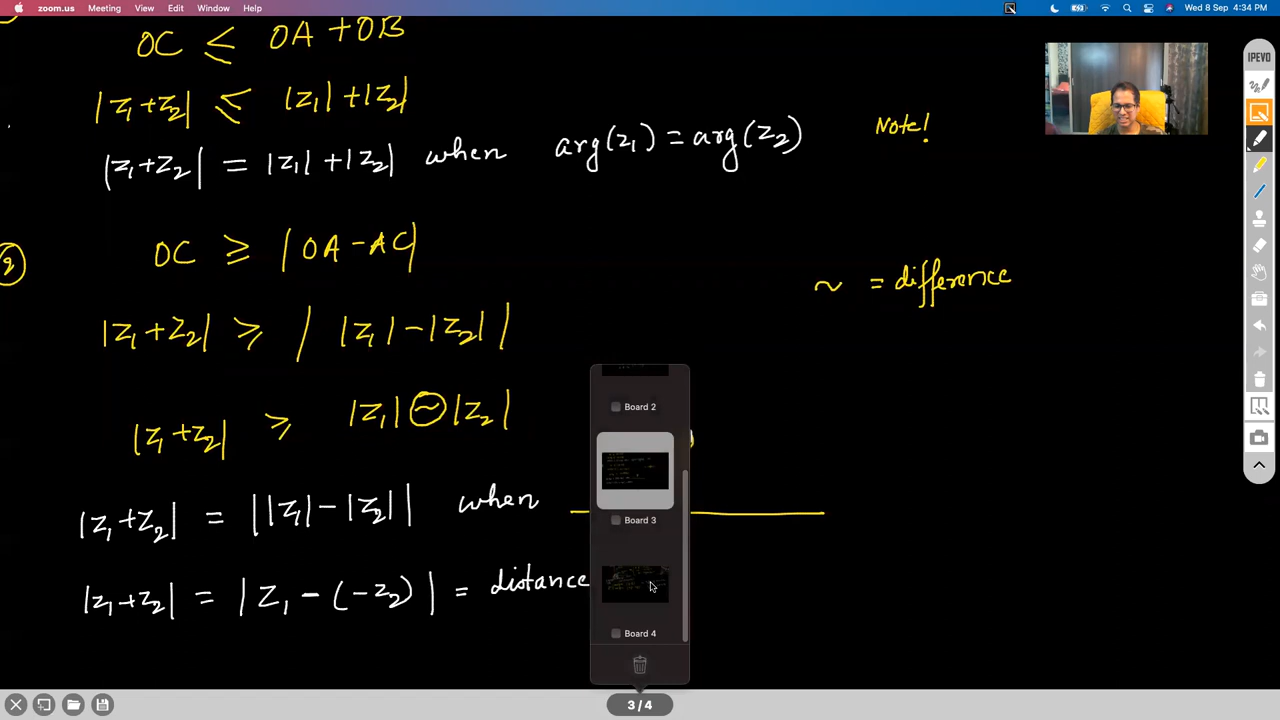 zoom.us Meeting View Edit Window Help Wed 8 Sep 4:34 PM
OC ≤ OA + OB
|z₁+z₂| ≤ |z₁|+|z₂|
|z₁+z₂| = |z₁|+|z₂| when arg(z₁) = arg(z₂)
Note!
IPEVO
2
OC ≥ |OA-AC|
~ = difference
|z₁+z₂| ≥ | |z₁|-|z₂| |
|z₁+z₂| ≥ |z₁| ~ |z₂|
|z₁+z₂| = ||z₁|-|z₂|| when
|z₁+z₂| = |z₁-(-z₂)| = distance
Board 2
Board 3
Board 4
3 / 4